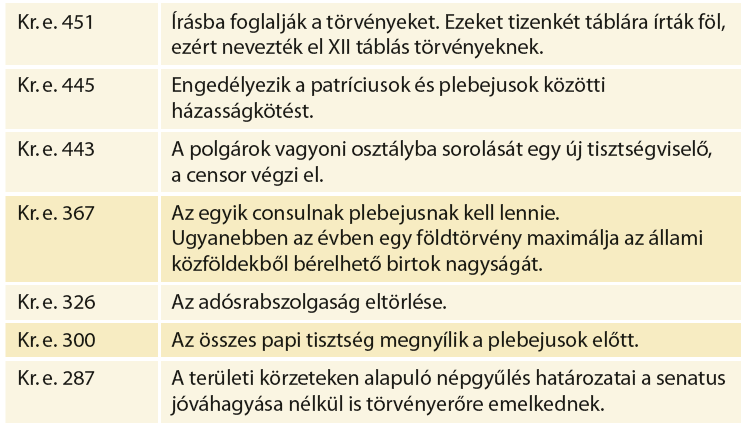 Kr. e. 451 Írásba foglalják a törvényeket. Ezeket tizenkét táblára írták föl,
ezért nevezték el XII táblás törvényeknek.
Kr. e. 445 Engedélyezik a patríciusok és plebejusok közötti
házasságkötést.
Kr. e. 443 A polgárok vagyoni osztályba sorolását egy új tisztségviselő,
a censor végzi el.
Kr. e. 367 Az egyik consulnak plebejusnak kell lennie.
Ugyanebben az évben egy földtörvény maximálja az állami
közföldekből bérelhető birtok nagyságát.
Kr. e. 326 Az adósrabszolgaság eltörlése.
Kr. e. 300 Az összes papi tisztség megnyílik a plebejusok előtt.
Kr. e. 287 A területi körzeteken alapuló népgyűlés határozatai a senatus
jóváhagyása nélkül is törvényerőre emelkednek.